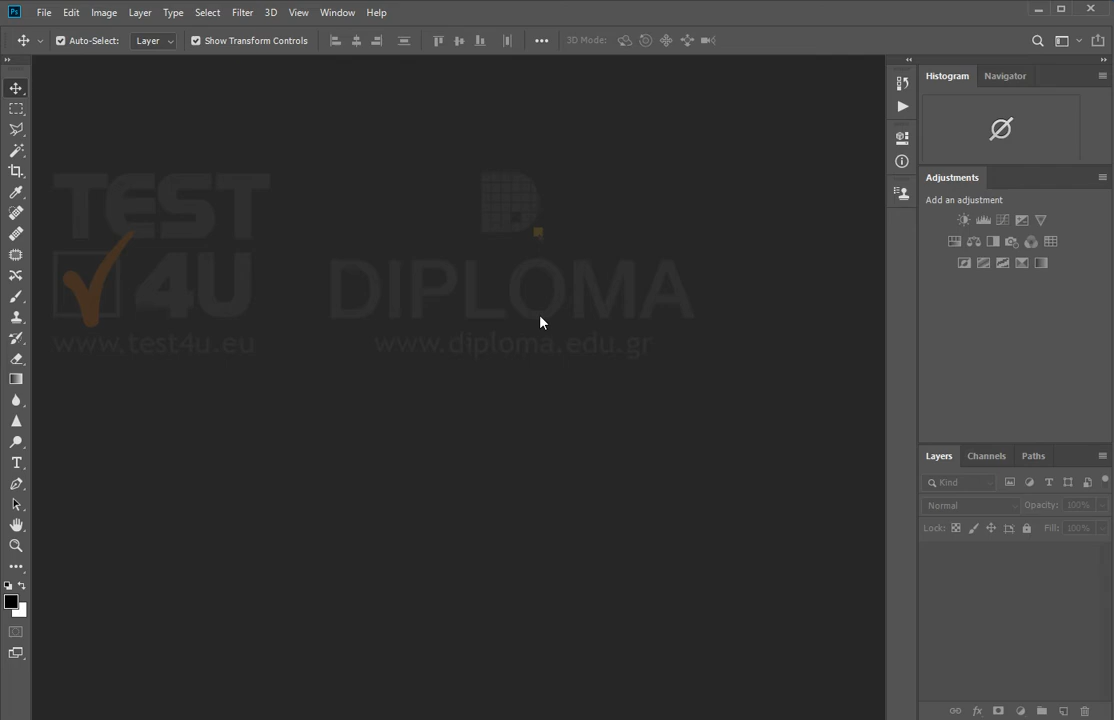 Ps File Edit Image Layer Type Select Filter 3D View Window Help
Auto-Select: Layer Show Transform Controls 3D Mode:
Histogram Navigator
Adjustments
Add an adjustment
TEST
4U
www.test4u.eu
DIPLOMA
www.diploma.edu.gr
Layers Channels Paths
Kind
Normal Opacity: 100%
Lock: Fill: 100%